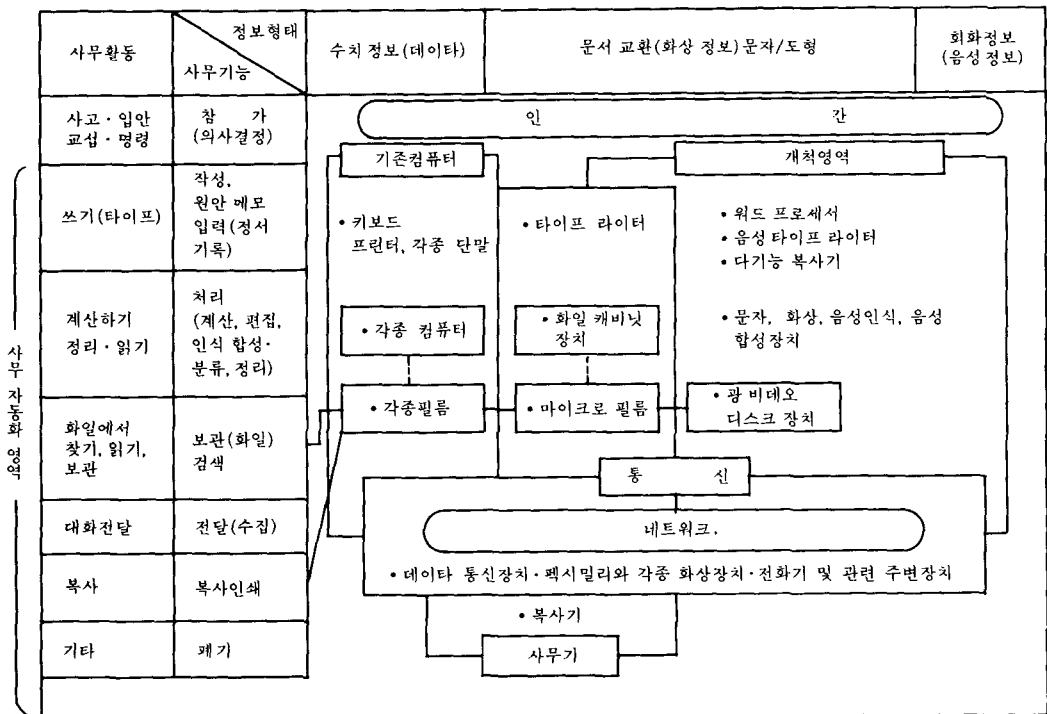 정보형태
사무활동
사무기능
수치 정보(데이타)
문서 교환(화상 정보) 문자/도형
회화정보
(음성 정보)
사고·입안
교섭·명령
참 가
(의사결정)
인 간
기존컴퓨터
개척영역
쓰기(타이프)
작성,
원안 메모
입력(정서
기록)
• 키보드
프린터, 각종 단말
• 타이프 라이터
• 워드 프로세서
• 음성 타이프 라이터
• 다기능 복사기
계산하기
정리·읽기
처리
(계산, 편집,
인식 합성·
분류, 정리)
• 각종 컴퓨터
• 화일 캐비닛
장치
• 문자, 화상, 음성인식, 음성
합성장치
사무 자동화 영역
화일에서
찾기, 읽기,
보관
보관(화일)
검색
• 각종필름
• 마이크로 필름
• 광 비데오
디스크 장치
통 신
대화전달
전달(수집)
네트워크.
복사
복사인쇄
• 데이타 통신장치·펙시밀리와 각종 화상장치·전화기 및 관련 주변장치
• 복사기
기타
폐기
사무기